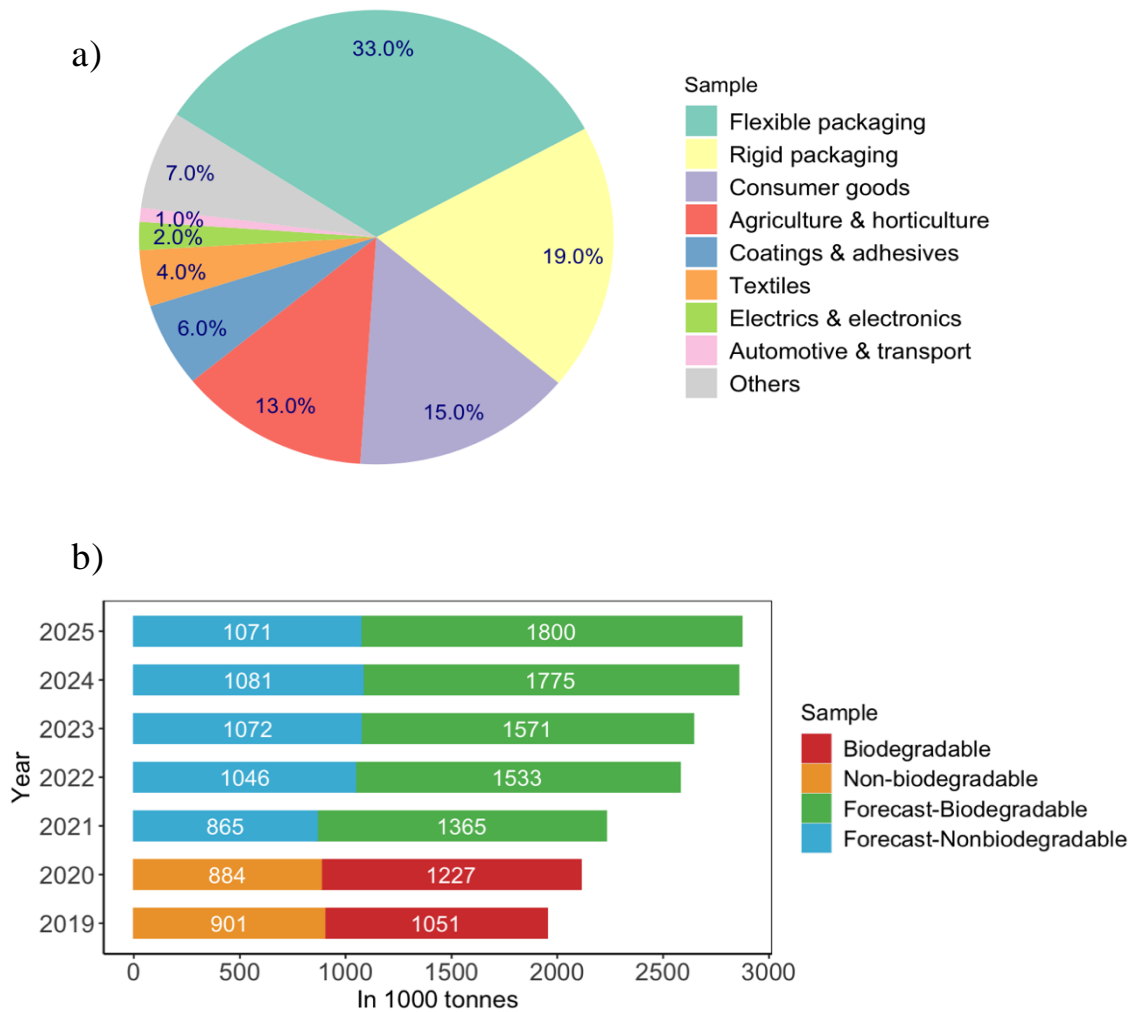 a)
33.0%
19.0%
15.0%
13.0%
6.0%
4.0%
2.0%
1.0%
7.0%
Sample
Flexible packaging
Rigid packaging
Consumer goods
Agriculture & horticulture
Coatings & adhesives
Textiles
Electrics & electronics
Automotive & transport
Others
b)
Year
2025 1071 1800
2024 1081 1775
2023 1072 1571
2022 1046 1533
2021 865 1365
2020 884 1227
2019 901 1051
0 500 1000 1500 2000 2500 3000
In 1000 tonnes
Sample
Biodegradable
Non-biodegradable
Forecast-Biodegradable
Forecast-Nonbiodegradable